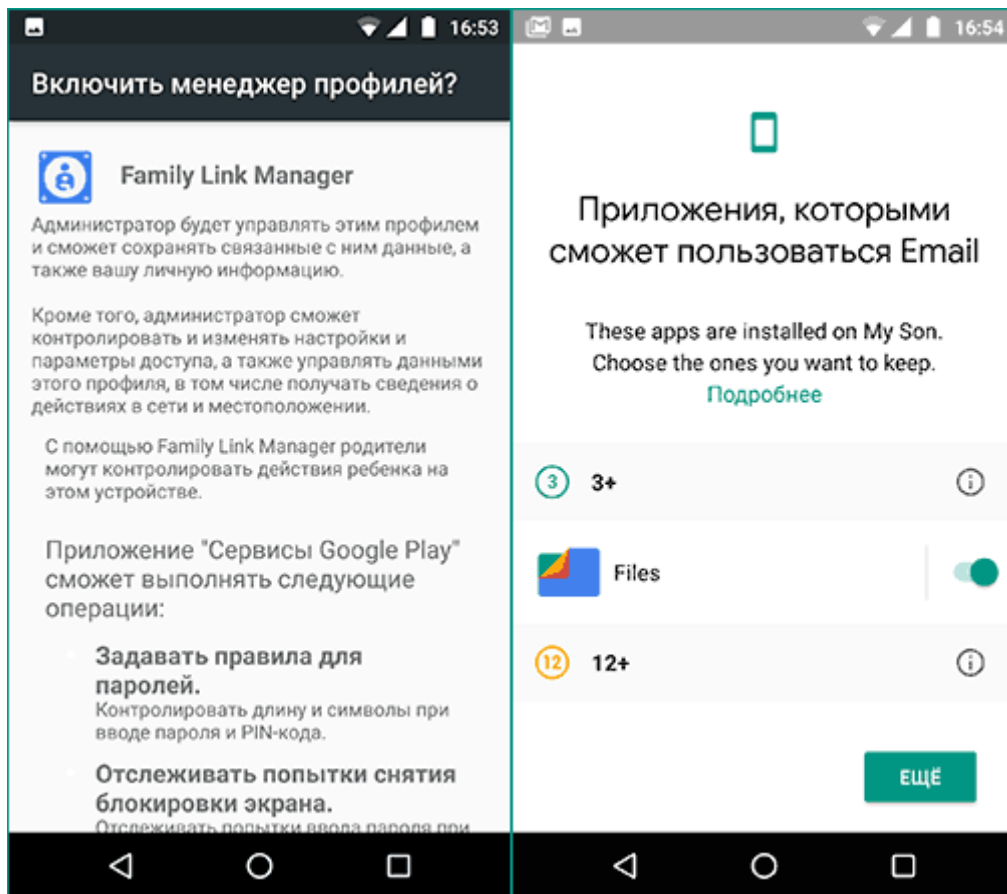 16:53
Включить менеджер профилей?
Family Link Manager
Администратор будет управлять этим профилем
и сможет сохранять связанные с ним данные, а
также вашу личную информацию.
Кроме того, администратор сможет
контролировать и изменять настройки и
параметры доступа, а также управлять данными
этого профиля, в том числе получать сведения о
действиях в сети и местоположении.
С помощью Family Link Manager родители
могут контролировать действия ребенка на
этом устройстве.
Приложение "Сервисы Google Play"
сможет выполнять следующие
операции:
Задавать правила для
паролей.
Контролировать длину и символы при
вводе пароля и PIN-кода.
Отслеживать попытки снятия
блокировки экрана.
Отслеживать попытки ввода пароля при
16:54
Приложения, которыми
сможет пользоваться Email
These apps are installed on My Son.
Choose the ones you want to keep.
Подробнее
3 3+
Files
12 12+
ЕЩЁ